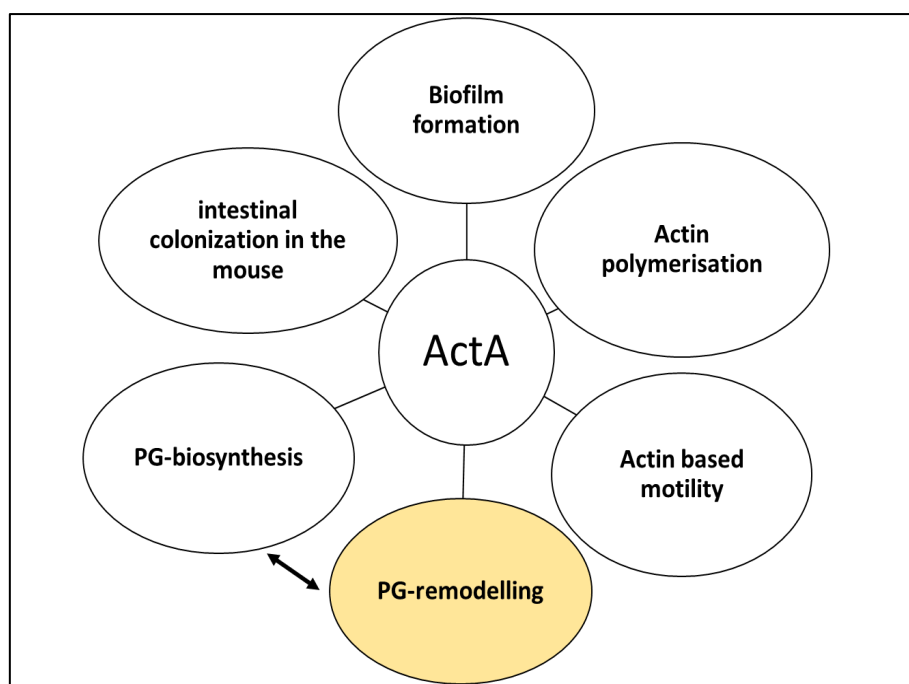 Biofilm
formation
intestinal
colonization in the
mouse
Actin
polymerisation
ActA
PG-biosynthesis
Actin based
motility
PG-remodelling